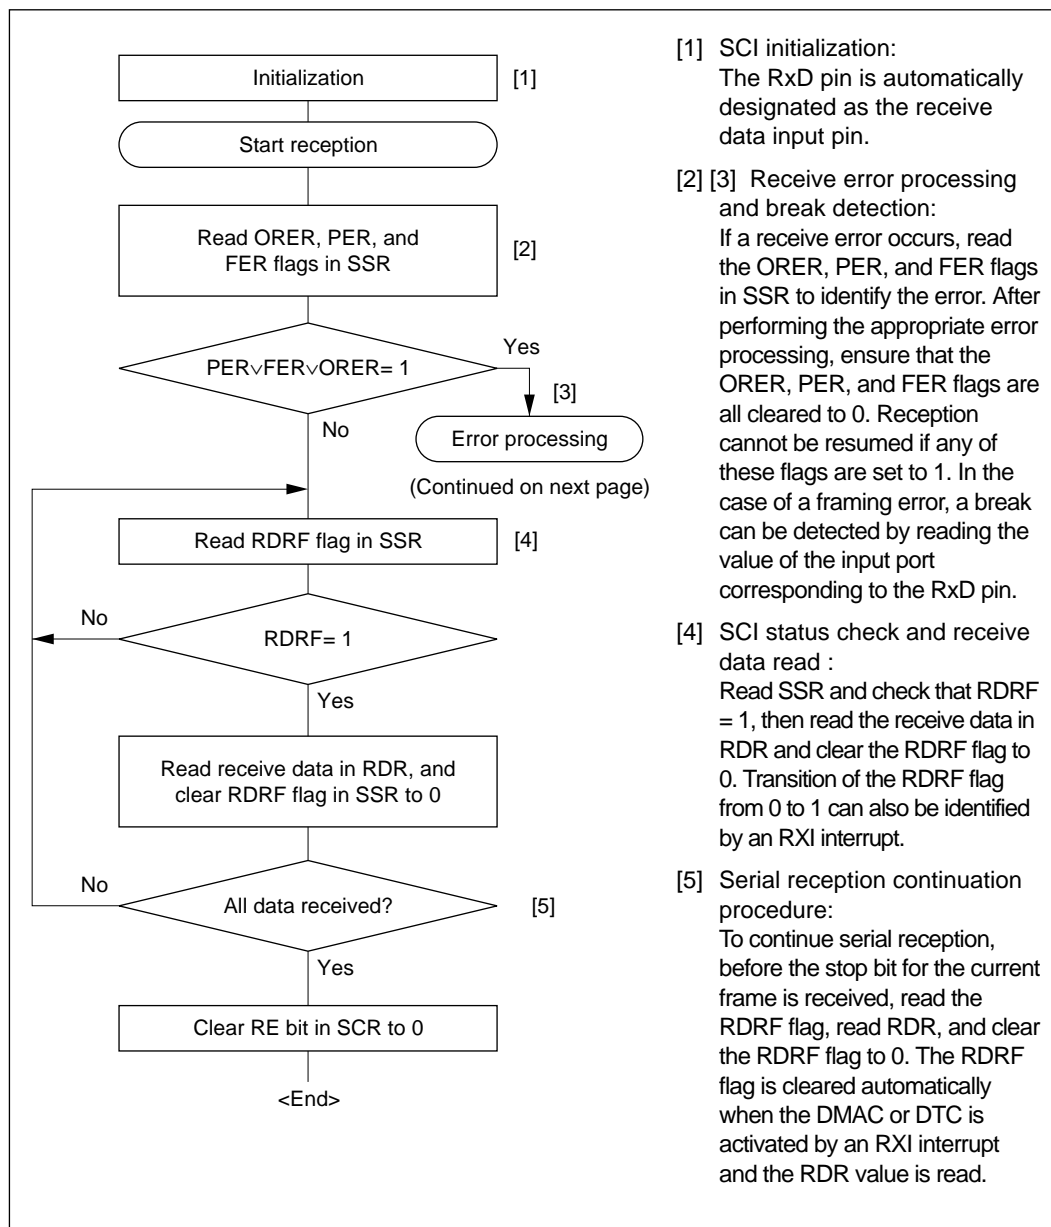 Initialization
[1]
Start reception
Read ORER, PER, and
FER flags in SSR
[2]
PER∨FER∨ORER= 1
Yes
[3]
No
Error processing
(Continued on next page)
Read RDRF flag in SSR
[4]
No
RDRF= 1
Yes
Read receive data in RDR, and
clear RDRF flag in SSR to 0
No
All data received?
[5]
Yes
Clear RE bit in SCR to 0
<End>
[1] SCI initialization:
The RxD pin is automatically
designated as the receive
data input pin.
[2] [3] Receive error processing
and break detection:
If a receive error occurs, read
the ORER, PER, and FER flags
in SSR to identify the error. After
performing the appropriate error
processing, ensure that the
ORER, PER, and FER flags are
all cleared to 0. Reception
cannot be resumed if any of
these flags are set to 1. In the
case of a framing error, a break
can be detected by reading the
value of the input port
corresponding to the RxD pin.
[4] SCI status check and receive
data read :
Read SSR and check that RDRF
= 1, then read the receive data in
RDR and clear the RDRF flag to
0. Transition of the RDRF flag
from 0 to 1 can also be identified
by an RXI interrupt.
[5] Serial reception continuation
procedure:
To continue serial reception,
before the stop bit for the current
frame is received, read the
RDRF flag, read RDR, and clear
the RDRF flag to 0. The RDRF
flag is cleared automatically
when the DMAC or DTC is
activated by an RXI interrupt
and the RDR value is read.